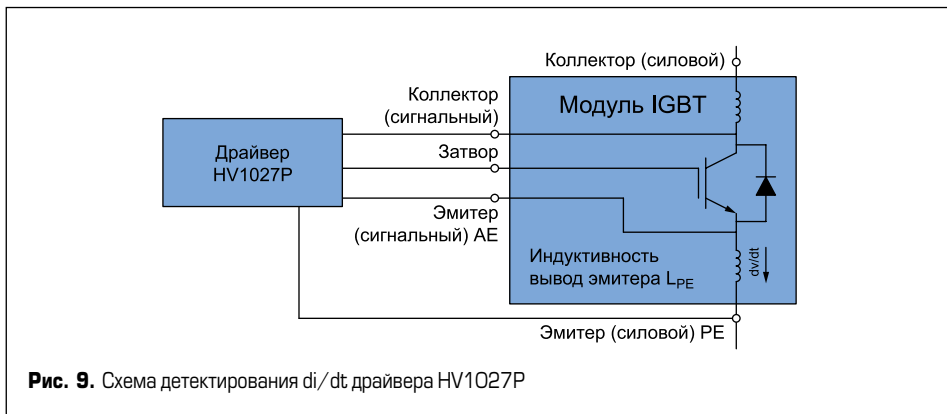 Коллектор (силовой)
Коллектор
(сигнальный)
Модуль IGBT
Драйвер
HV1027P
Затвор
Эмитер
(сигнальный) AE
Индуктивность
вывод эмитера LPE
dv/dt
Эмитер (силовой) PE
Рис. 9. Схема детектирования di/dt драйвера HV1027P